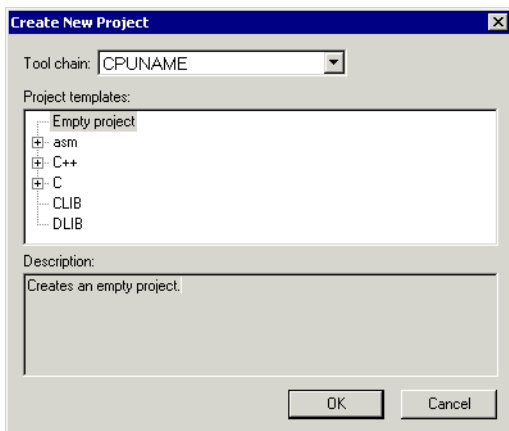 Create New Project
Tool chain: CPUNAME
Project templates:
Empty project
asm
C++
C
CLIB
DLIB
Description:
Creates an empty project.
OK Cancel